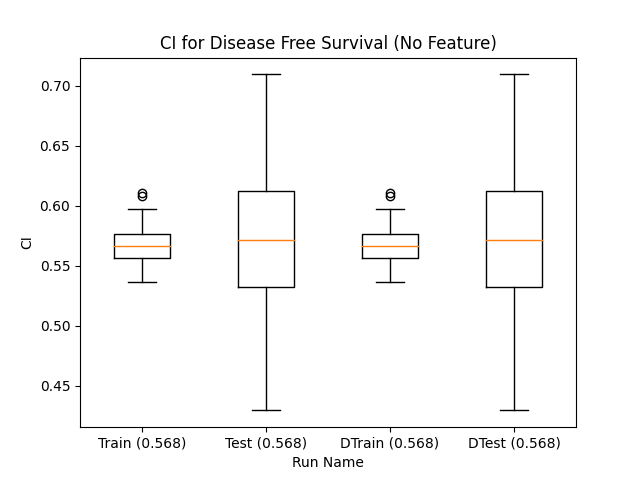 CI for Disease Free Survival (No Feature)
0.70
0.65
0.60
0.55
0.50
0.45
CI
Train (0.568) Test (0.568) DTrain (0.568) DTest (0.568)
Run Name